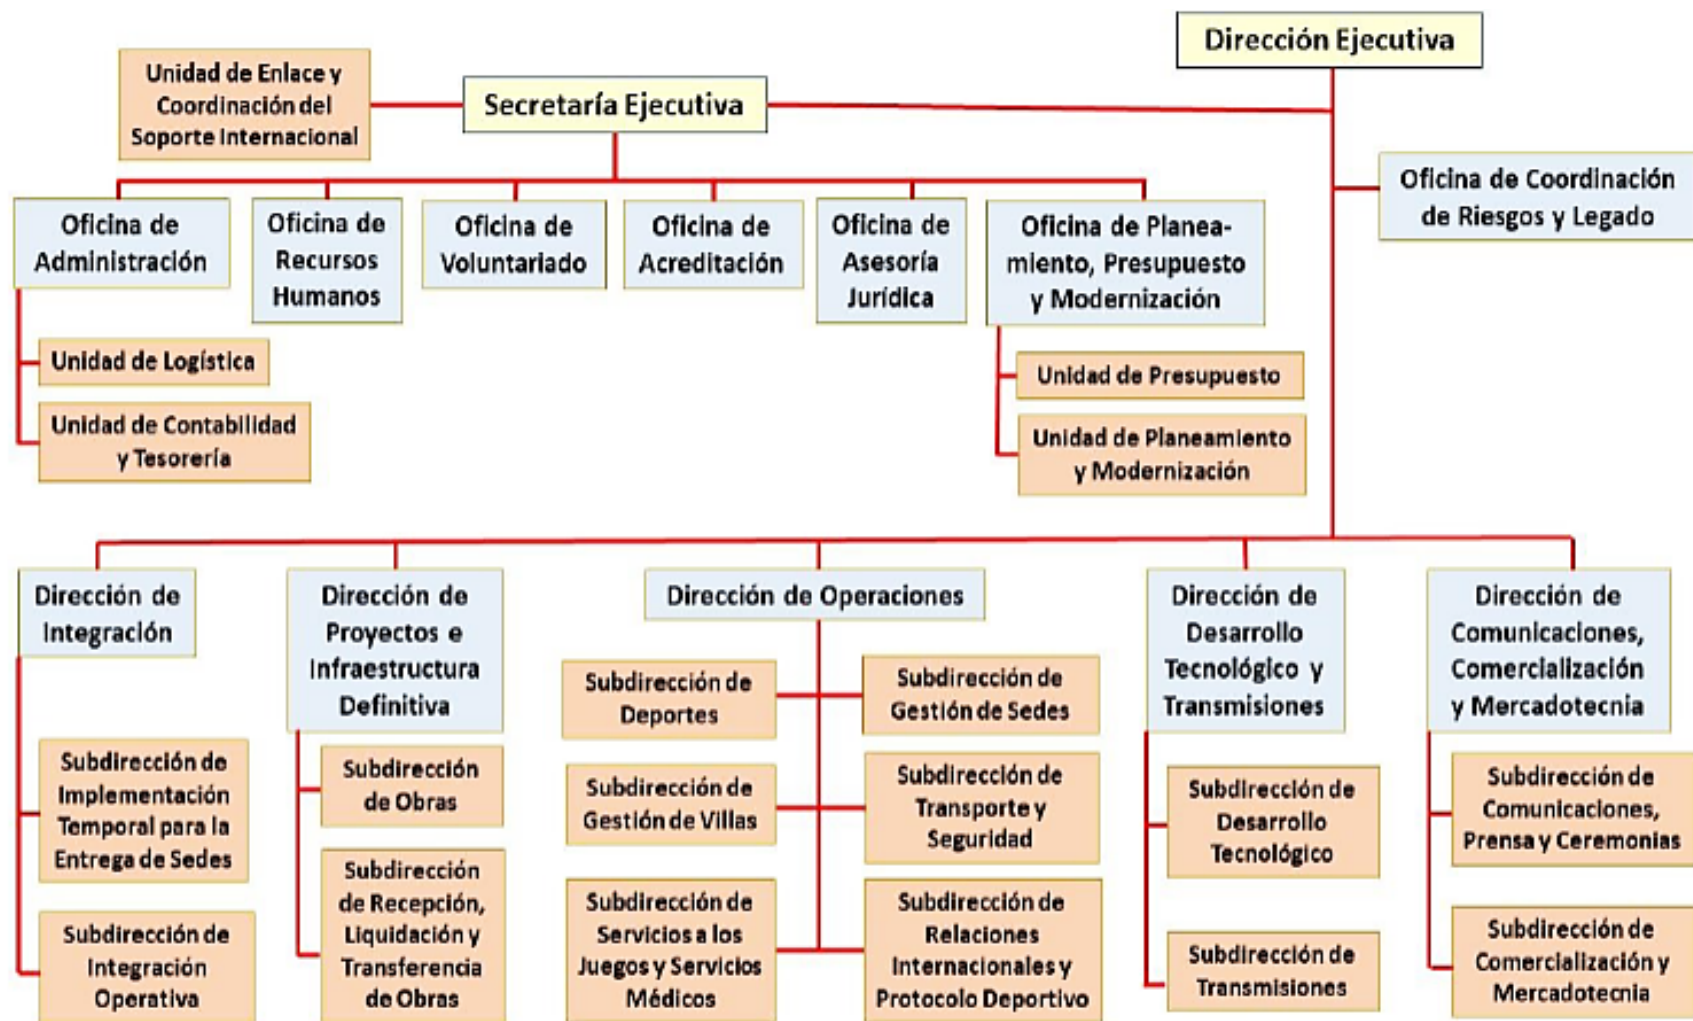 Dirección Ejecutiva
Unidad de Enlace y
Coordinación del
Soporte Internacional
Secretaría Ejecutiva
Oficina de Coordinación
de Riesgos y Legado
Oficina de
Administración
Oficina de
Recursos
Humanos
Oficina de
Voluntariado
Oficina de
Acreditación
Oficina de
Asesoría
Jurídica
Oficina de Planea-
miento, Presupuesto
y Modernización
Unidad de Logística
Unidad de Contabilidad
y Tesorería
Unidad de Presupuesto
Unidad de Planeamiento
y Modernización
Dirección de
Integración
Subdirección de
Implementación
Temporal para la
Entrega de Sedes
Subdirección de
Integración
Operativa
Dirección de
Proyectos e
Infraestructura
Definitiva
Subdirección
de Obras
Subdirección
de Recepción,
Liquidación y
Transferencia
de Obras
Dirección de Operaciones
Subdirección de
Deportes
Subdirección de
Gestión de Sedes
Subdirección de
Gestión de Villas
Subdirección de
Transporte y
Seguridad
Subdirección de
Servicios a los
Juegos y Servicios
Médicos
Subdirección de
Relaciones
Internacionales y
Protocolo Deportivo
Dirección de
Desarrollo
Tecnológico y
Transmisiones
Subdirección de
Desarrollo
Tecnológico
Subdirección de
Transmisiones
Dirección de
Comunicaciones,
Comercialización
y Mercadotecnia
Subdirección de
Comunicaciones,
Prensa y Ceremonias
Subdirección de
Comercialización y
Mercadotecnia